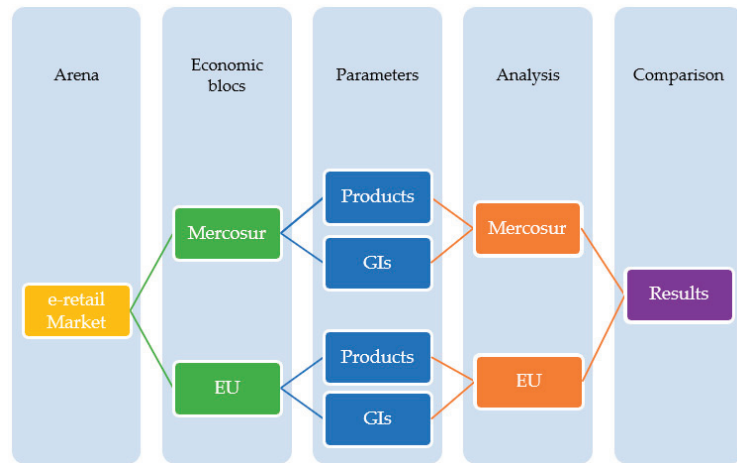 Arena
Economic
blocs
Parameters
Analysis
Comparison
e-retail
Market
Mercosur
EU
Products
GIs
Products
GIs
Mercosur
EU
Results